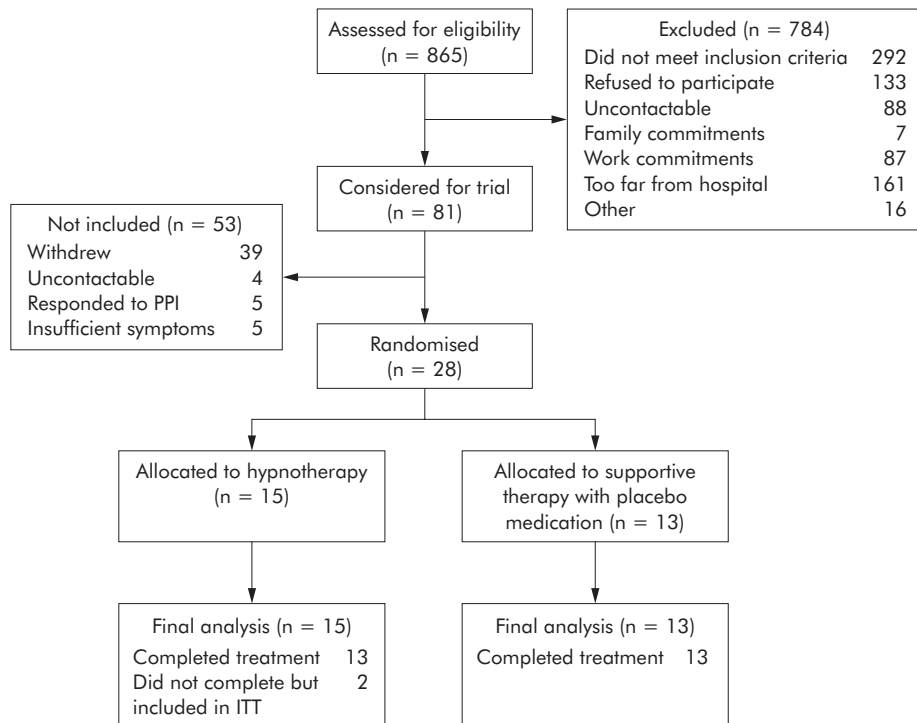 Assessed for eligibility
(n = 865)
Excluded (n = 784)
Did not meet inclusion criteria 292
Refused to participate 133
Uncontactable 88
Family commitments 7
Work commitments 87
Too far from hospital 161
Other 16
Considered for trial
(n = 81)
Not included (n = 53)
Withdrew 39
Uncontactable 4
Responded to PPI 5
Insufficient symptoms 5
Randomised
(n = 28)
Allocated to hypnotherapy
(n = 15)
Allocated to supportive
therapy with placebo
medication (n = 13)
Final analysis (n = 15)
Completed treatment 13
Did not complete but 2
included in ITT
Final analysis (n = 13)
Completed treatment 13